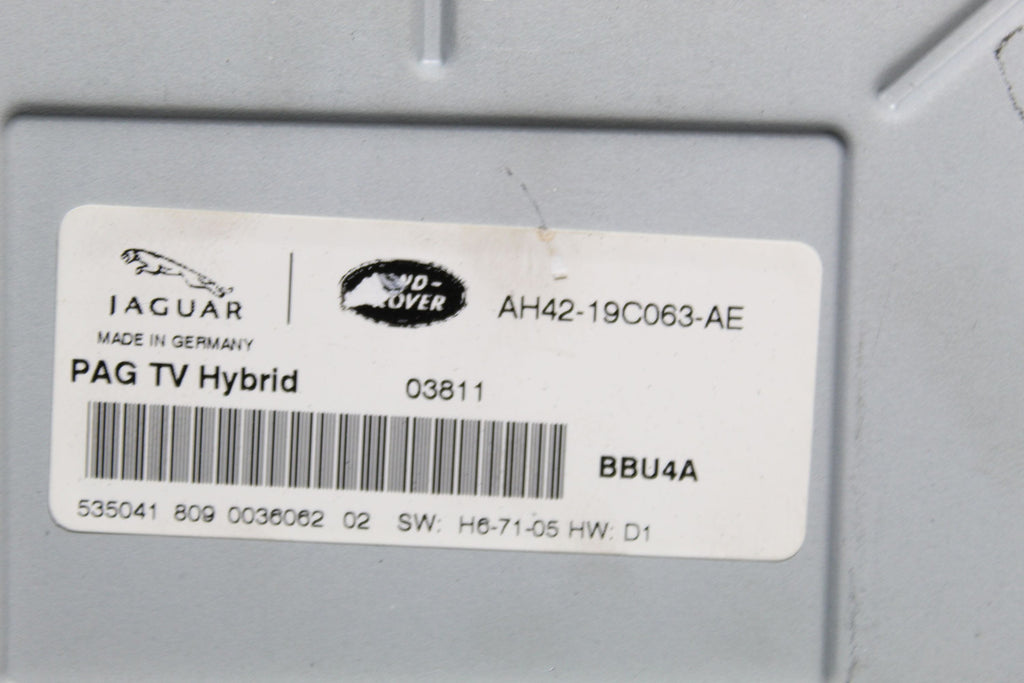 JAGUAR
OVER
AH42-19C063-AE
MADE IN GERMANY
PAG TV Hybrid
03811
BBU4A
535041 809 0036062 02 SW: H6-71-05 HW: D1